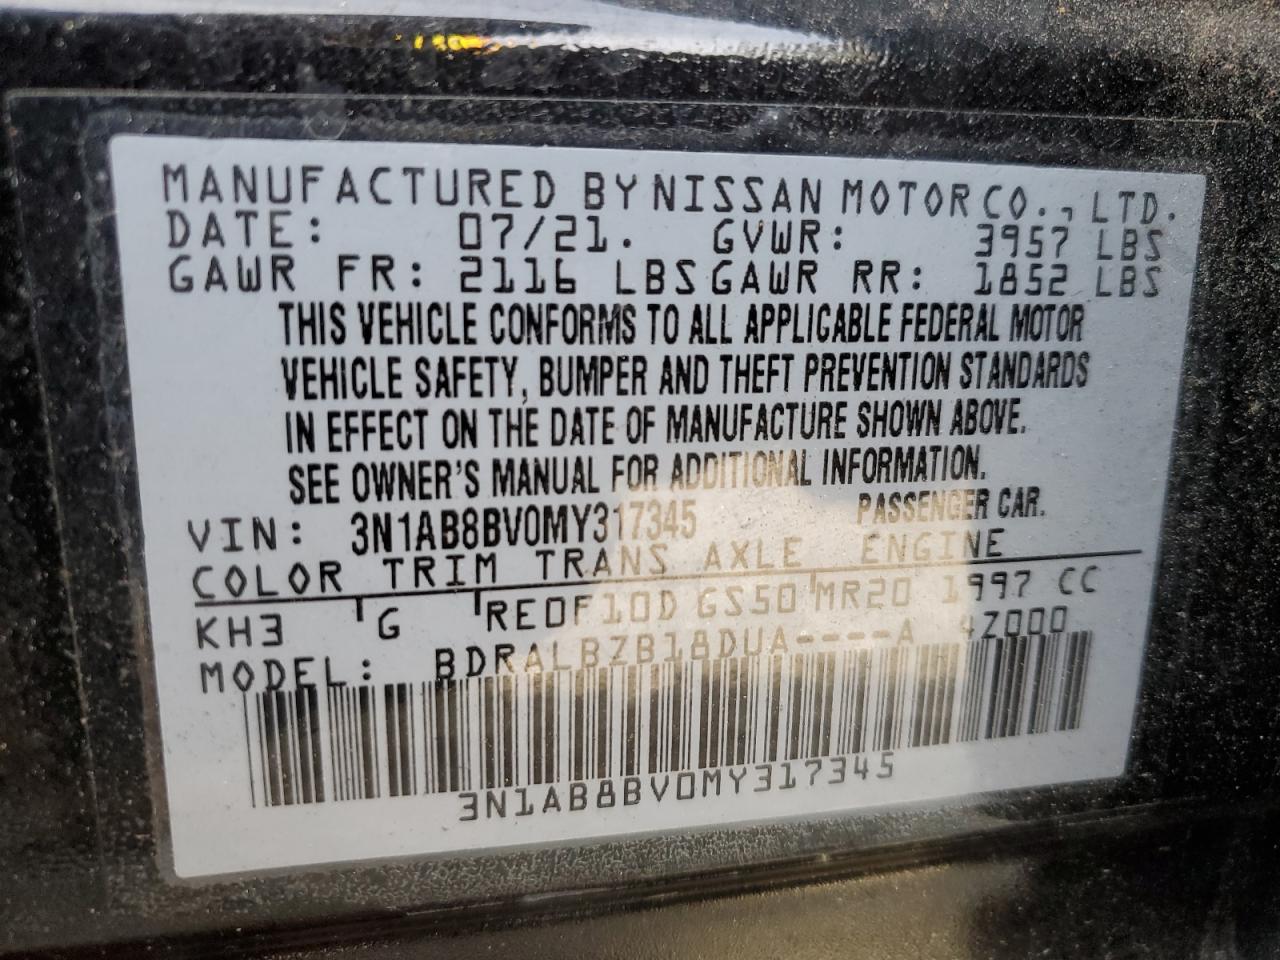 MANUFACTURED BY NISSAN MOTOR CO., LTD.
DATE: 07/21. GVWR: 3957 LBS
GAWR FR: 2116 LBS GAWR RR: 1852 LBS
THIS VEHICLE CONFORMS TO ALL APPLICABLE FEDERAL MOTOR
VEHICLE SAFETY, BUMPER AND THEFT PREVENTION STANDARDS
IN EFFECT ON THE DATE OF MANUFACTURE SHOWN ABOVE.
SEE OWNER'S MANUAL FOR ADDITIONAL INFORMATION.
VIN: 3N1AB8BV0MY317345 PASSENGER CAR.
COLOR TRIM TRANS AXLE ENGINE
KH3 G RE0F10D GS50 MR20 1997 CC
MODEL: BDRALBZB18DUA----A 4Z000
3N1AB8BV0MY317345